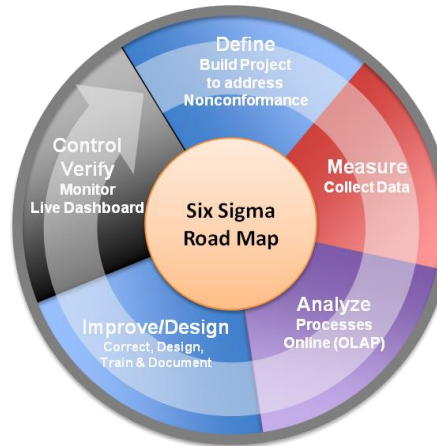 Define
Build Project
to address
Nonconformance
Measure
Collect Data
Analyze
Processes
Online (OLAP)
Improve/Design
Correct, Design,
Train & Document
Control
Verify
Monitor
Live Dashboard
Six Sigma
Road Map